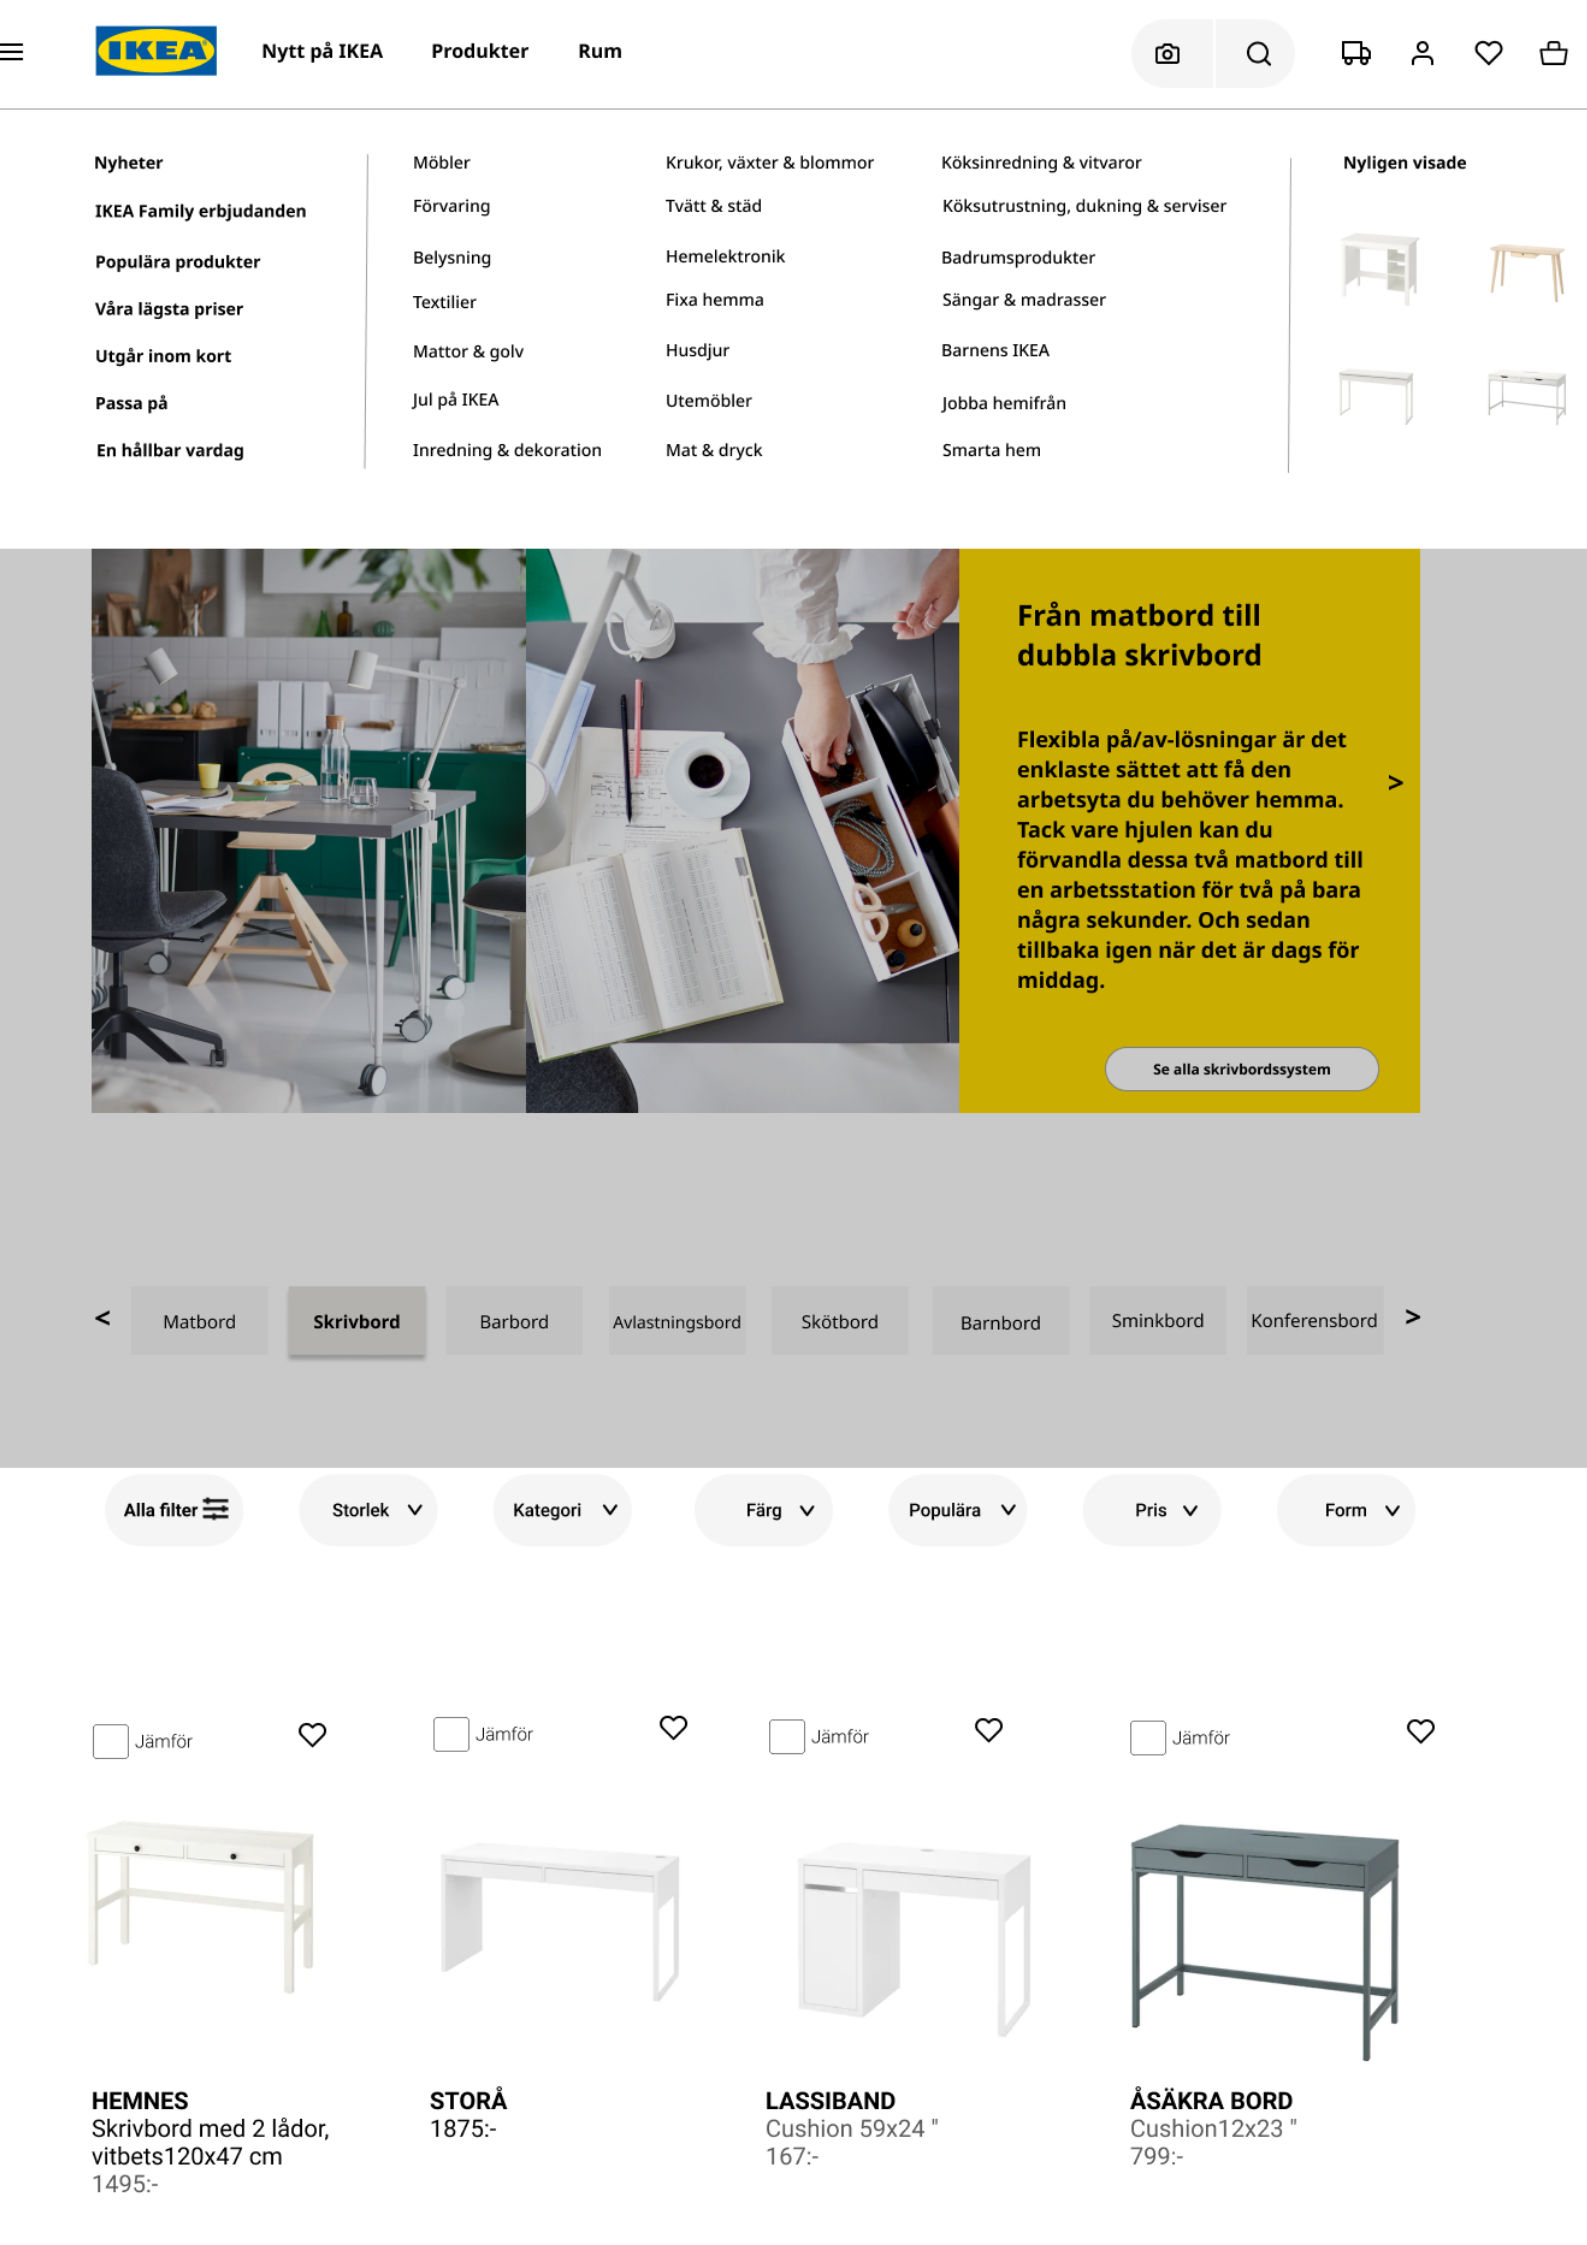 IKEA
Nytt på IKEA
Produkter
Rum
Nyheter
IKEA Family erbjudanden
Populära produkter
Våra lägsta priser
Utgår inom kort
Passa på
En hållbar vardag
Möbler
Förvaring
Belysning
Textilier
Mattor & golv
Jul på IKEA
Inredning & dekoration
Krukor, växter & blommor
Tvätt & städ
Hemelektronik
Fixa hemma
Husdjur
Utemöbler
Mat & dryck
Köksinredning & vitvaror
Köksutrustning, dukning & serviser
Badrumsprodukter
Sängar & madrasser
Barnens IKEA
Jobba hemifrån
Smarta hem
Nyligen visade
Från matbord till
dubbla skrivbord
Flexibla på/av-lösningar är det
enklaste sättet att få den
arbetsyta du behöver hemma.
Tack vare hjulen kan du
förvandla dessa två matbord till
en arbetsstation för två på bara
några sekunder. Och sedan
tillbaka igen när det är dags för
middag.
>
Se alla skrivbordssystem
<
Matbord
Skrivbord
Barbord
Avlastningsbord
Skötbord
Barnbord
Sminkbord
Konferensbord
>
Alla filter
Storlek
Kategori
Färg
Populära
Pris
Form
Jämför
Jämför
Jämför
Jämför
HEMNES
Skrivbord med 2 lådor,
vitbets120x47 cm
1495:-
STORÅ
1875:-
LASSIBAND
Cushion 59x24 "
167:-
ÅSÄKRA BORD
Cushion12x23 "
799:-